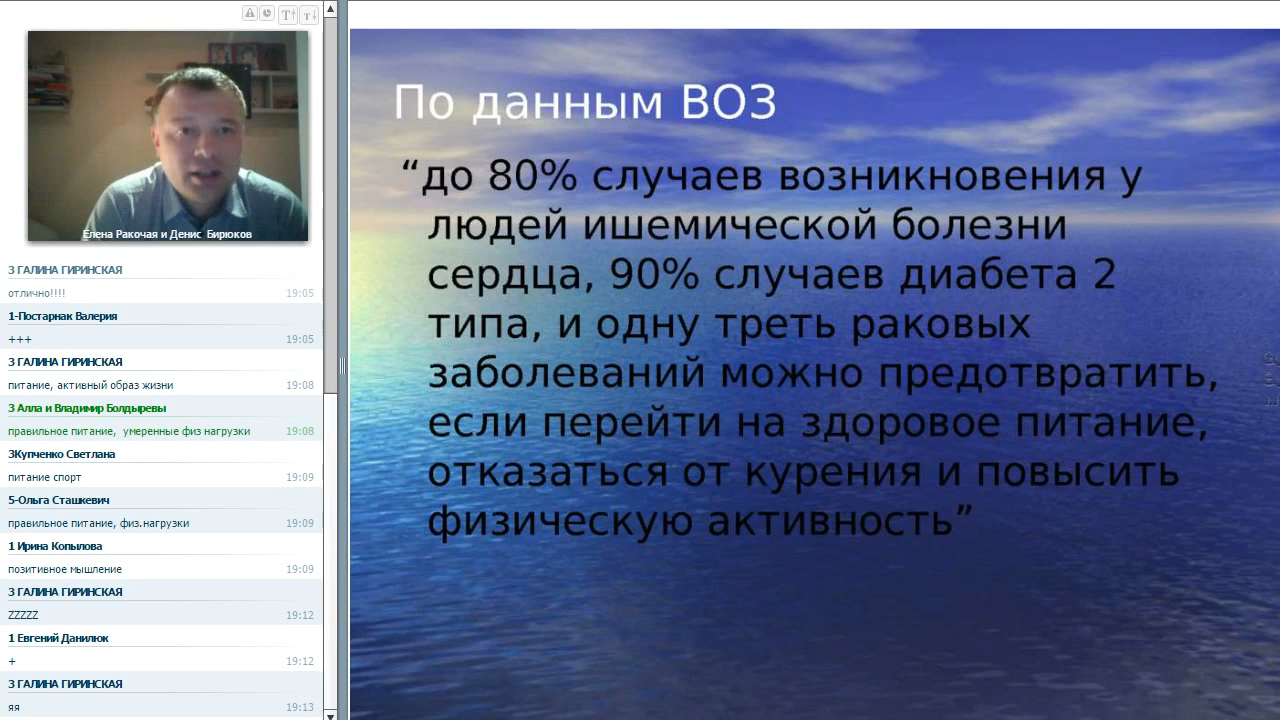 Елена Ракочая и Денис Бирюков
3 ГАЛИНА ГИРИНСКАЯ
отлично!!!!
19:05
1-Постарнак Валерия
+++
19:05
3 ГАЛИНА ГИРИНСКАЯ
питание, активный образ жизни
19:08
3 Алла и Владимир Болдыревы
правильное питание, умеренные физ нагрузки
19:08
3Купченко Светлана
питание спорт
19:09
5-Ольга Сташкевич
правильное питание, физ.нагрузки
19:09
1 Ирина Копылова
позитивное мышление
19:09
3 ГАЛИНА ГИРИНСКАЯ
ZZZZZ
19:12
1 Евгений Данилюк
+
19:12
3 ГАЛИНА ГИРИНСКАЯ
яя
19:13
По данным ВОЗ
“до 80% случаев возникновения у
людей ишемической болезни
сердца, 90% случаев диабета 2
типа, и одну треть раковых
заболеваний можно предотвратить,
если перейти на здоровое питание,
отказаться от курения и повысить
физическую активность”